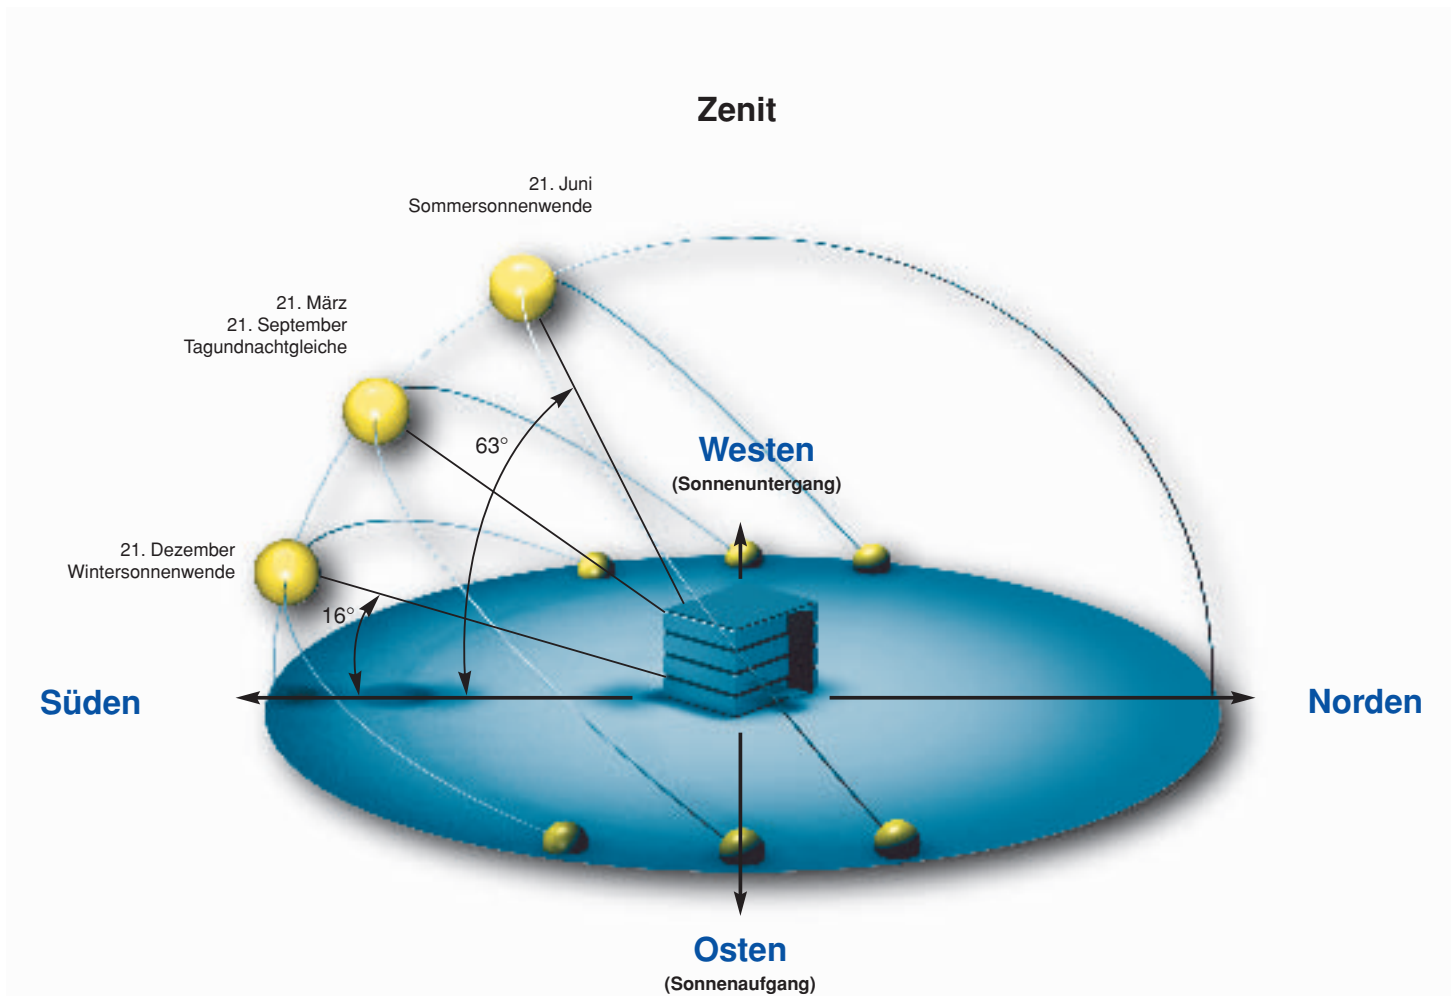 Zenit
21. Juni
Sommersonnenwende
21. März
21. September
Tagundnachtgleiche
63°
Westen
(Sonnenuntergang)
21. Dezember
Wintersonnenwende
16°
Süden
Norden
Osten
(Sonnenaufgang)